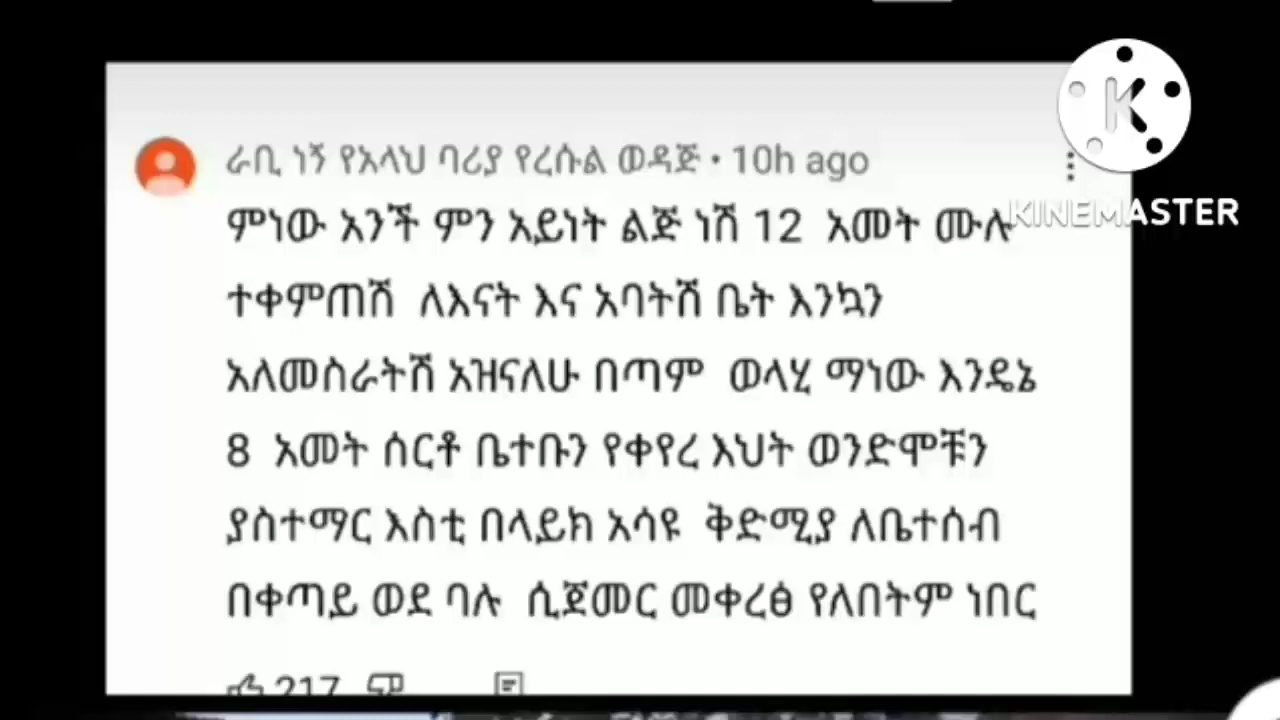 ራቢ ነኝ የአላህ ባሪያ የረሱል ወዳጅ • 10h ago
ምነው አንች ምን አይነት ልጅ ነሽ 12 አመት ሙሉ
ተቀምጠሽ ለእናት እና አባትሽ ቤት እንኳን
አለመስራትሽ አዝናለሁ በጣም ወላሂ ማነው እንደኔ
8 አመት ሰርቶ ቤተቡን የቀየረ እህት ወንድሞቹን
ያስተማር እስቲ በላይክ አሳዩ ቅድሚያ ለቤተሰብ
በቀጣይ ወደ ባሉ ሲጀመር መቀረፅ የለበትም ነበር
217
KINEMASTER